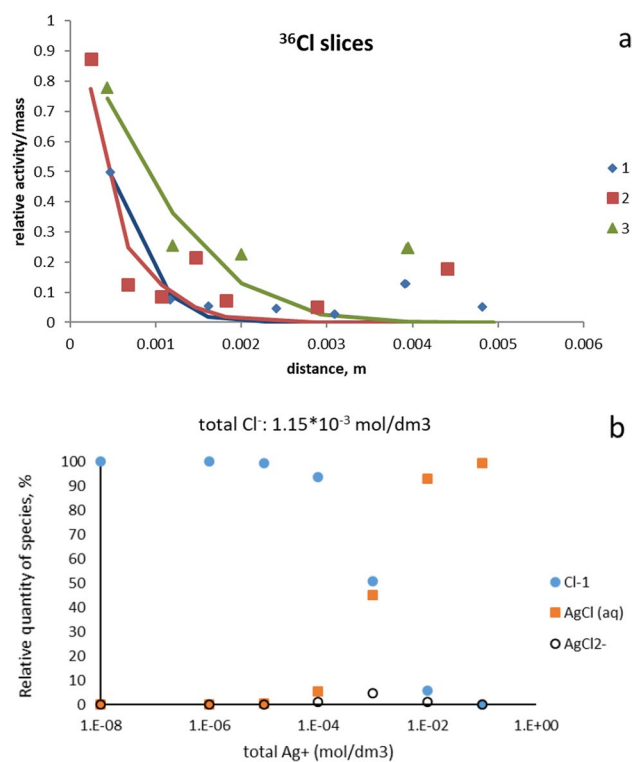 ³⁶Cl slices
a
1
0.9
0.8
0.7
0.6
0.5
0.4
0.3
0.2
0.1
0
relative activity/mass
0 0.001 0.002 0.003 0.004 0.005 0.006
distance, m
1
2
3
total Cl⁻: 1.15*10⁻³ mol/dm3
b
100
90
80
70
60
50
40
30
20
10
0
Relative quantity of species, %
1.E-08 1.E-06 1.E-04 1.E-02 1.E+00
total Ag+ (mol/dm3)
Cl-1
AgCl (aq)
AgCl2-